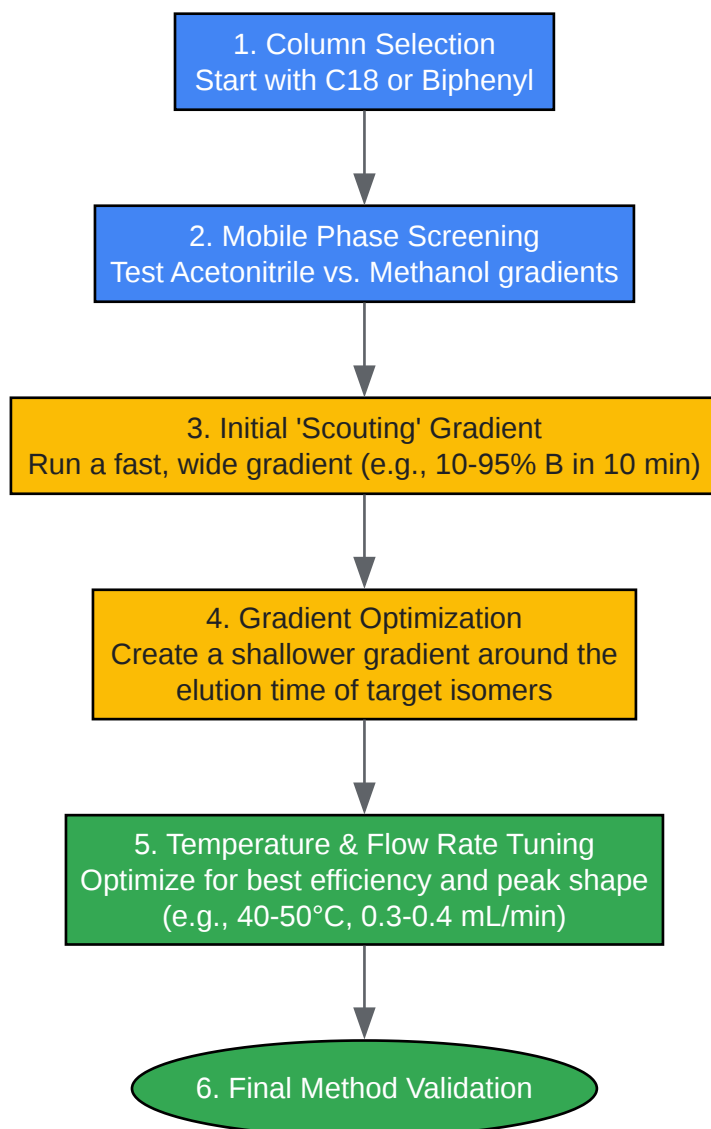 1. Column Selection
Start with C18 or Biphenyl
2. Mobile Phase Screening
Test Acetonitrile vs. Methanol gradients
3. Initial 'Scouting' Gradient
Run a fast, wide gradient (e.g., 10-95% B in 10 min)
4. Gradient Optimization
Create a shallower gradient around the
elution time of target isomers
5. Temperature & Flow Rate Tuning
Optimize for best efficiency and peak shape
(e.g., 40-50°C, 0.3-0.4 mL/min)
6. Final Method Validation